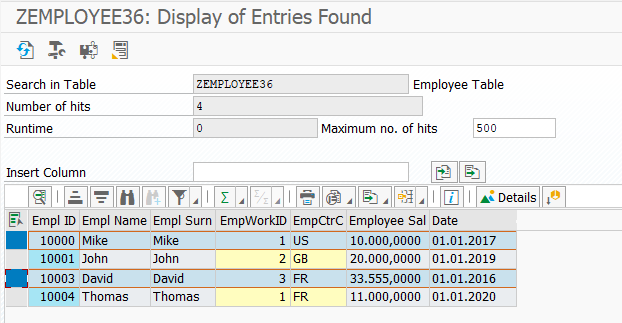 ZEMPLOYEE36: Display of Entries Found
Search in Table ZEMPLOYEE36 Employee Table
Number of hits 4
Runtime 0 Maximum no. of hits 500
Insert Column
Σ Details
Empl ID Empl Name Empl Surn EmpWorkID EmpCtrC Employee Sal Date
10000 Mike Mike 1 US 10.000,0000 01.01.2017
10001 John John 2 GB 20.000,0000 01.01.2019
10003 David David 3 FR 33.555,0000 01.01.2016
10004 Thomas Thomas 1 FR 11.000,0000 01.01.2020